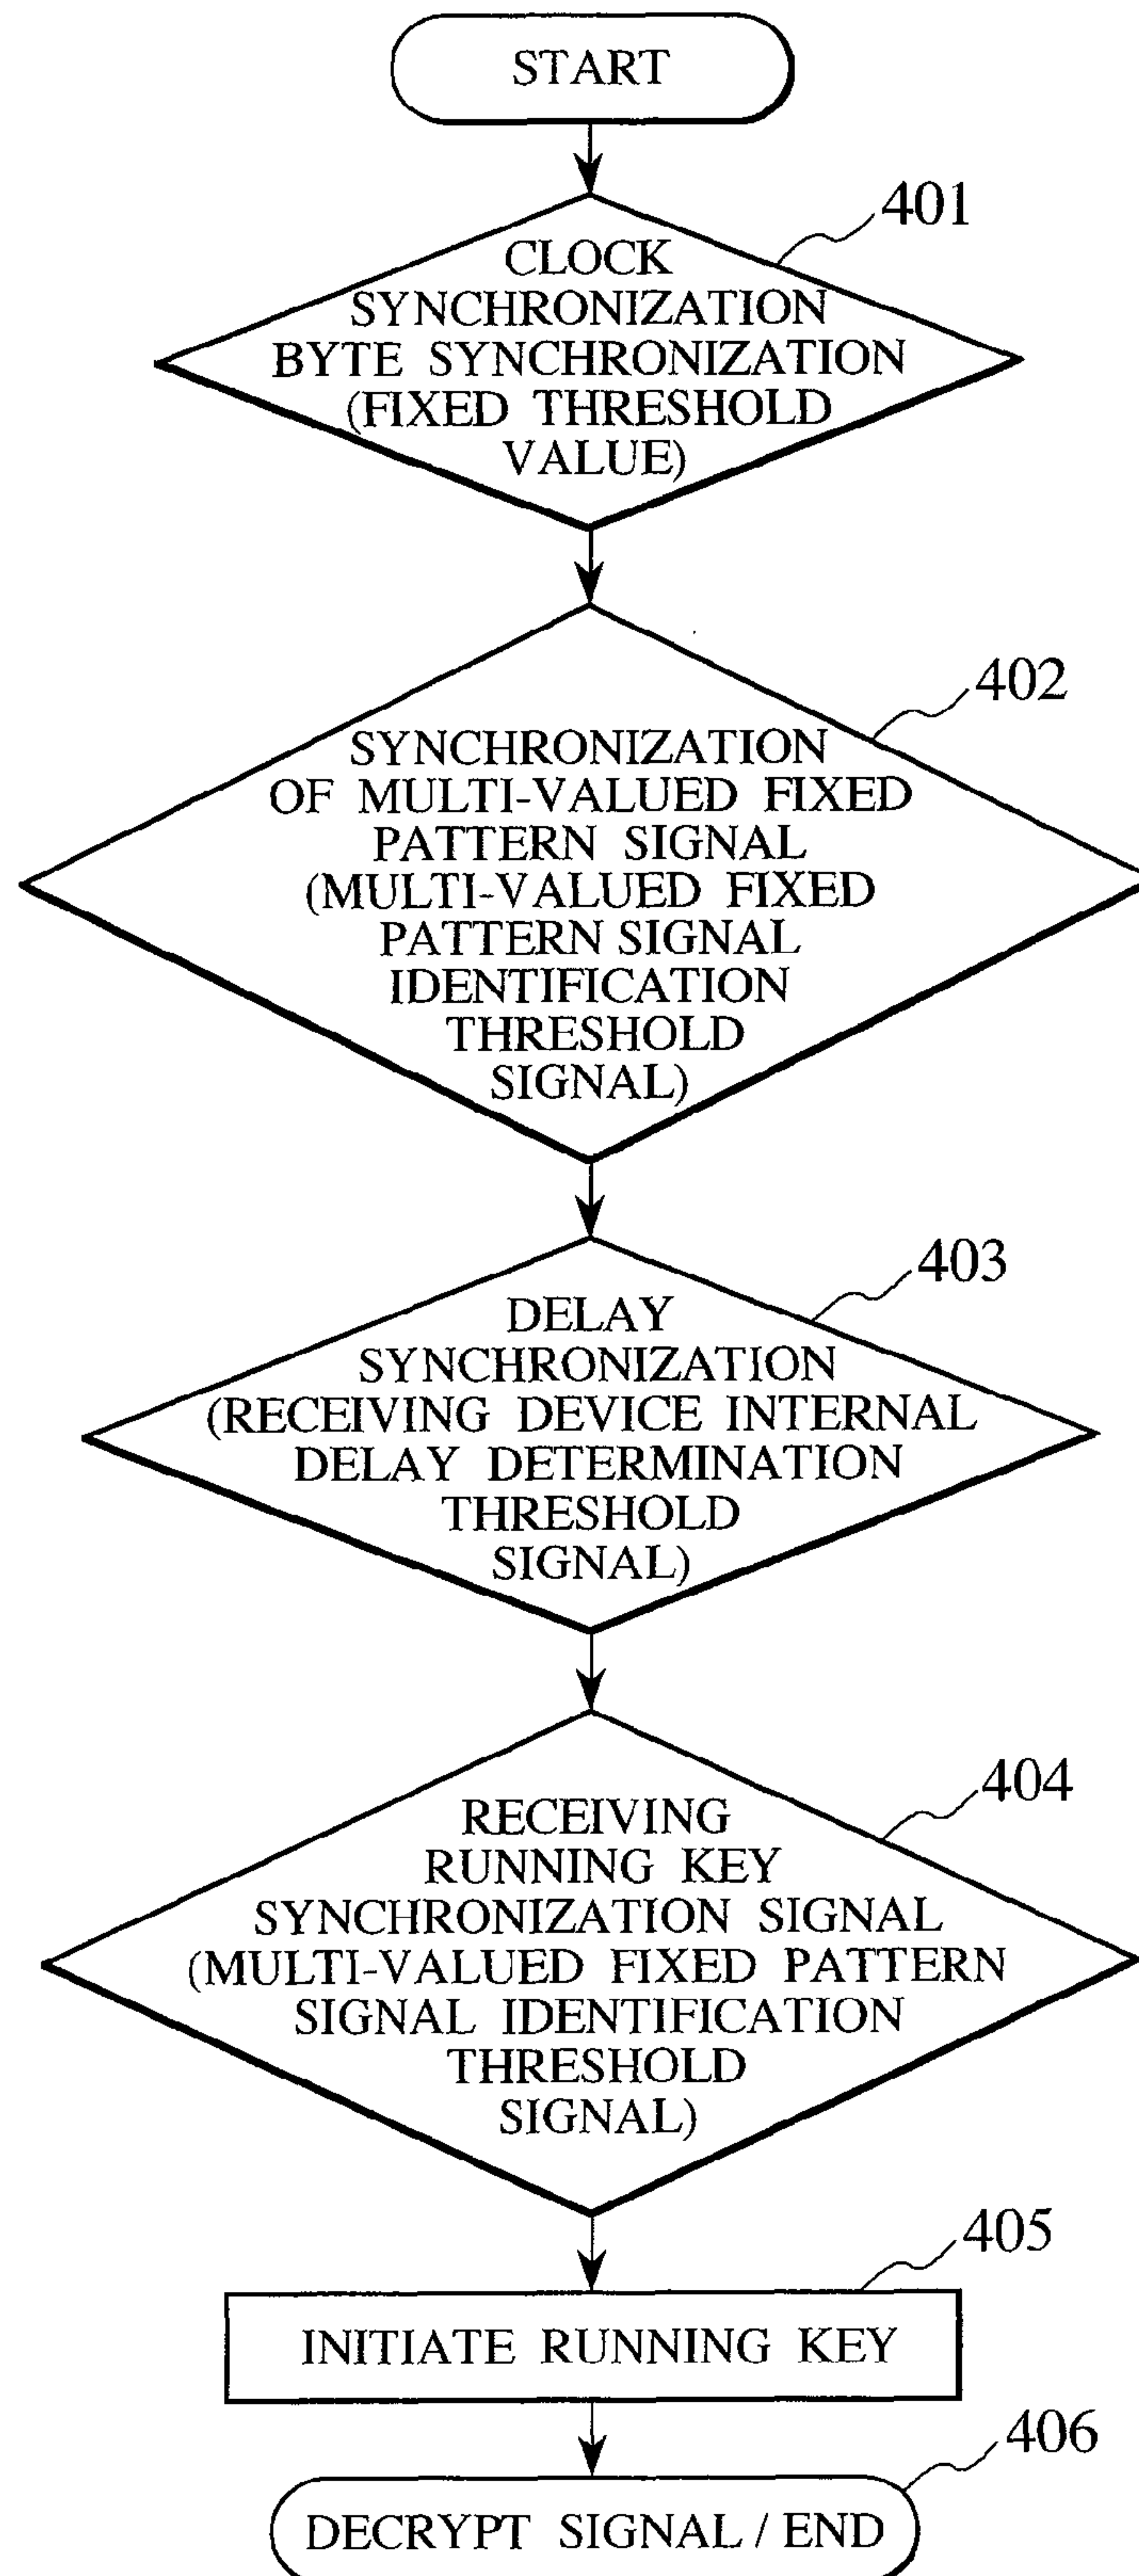 START
401
CLOCK
SYNCHRONIZATION
BYTE SYNCHRONIZATION
(FIXED THRESHOLD
VALUE)
402
SYNCHRONIZATION
OF MULTI-VALUED FIXED
PATTERN SIGNAL
(MULTI-VALUED FIXED
PATTERN SIGNAL
IDENTIFICATION
THRESHOLD
SIGNAL)
403
DELAY
SYNCHRONIZATION
(RECEIVING DEVICE INTERNAL
DELAY DETERMINATION
THRESHOLD
SIGNAL)
404
RECEIVING
RUNNING KEY
SYNCHRONIZATION SIGNAL
(MULTI-VALUED FIXED PATTERN
SIGNAL IDENTIFICATION
THRESHOLD
SIGNAL)
405
INITIATE RUNNING KEY
406
DECRYPT SIGNAL / END